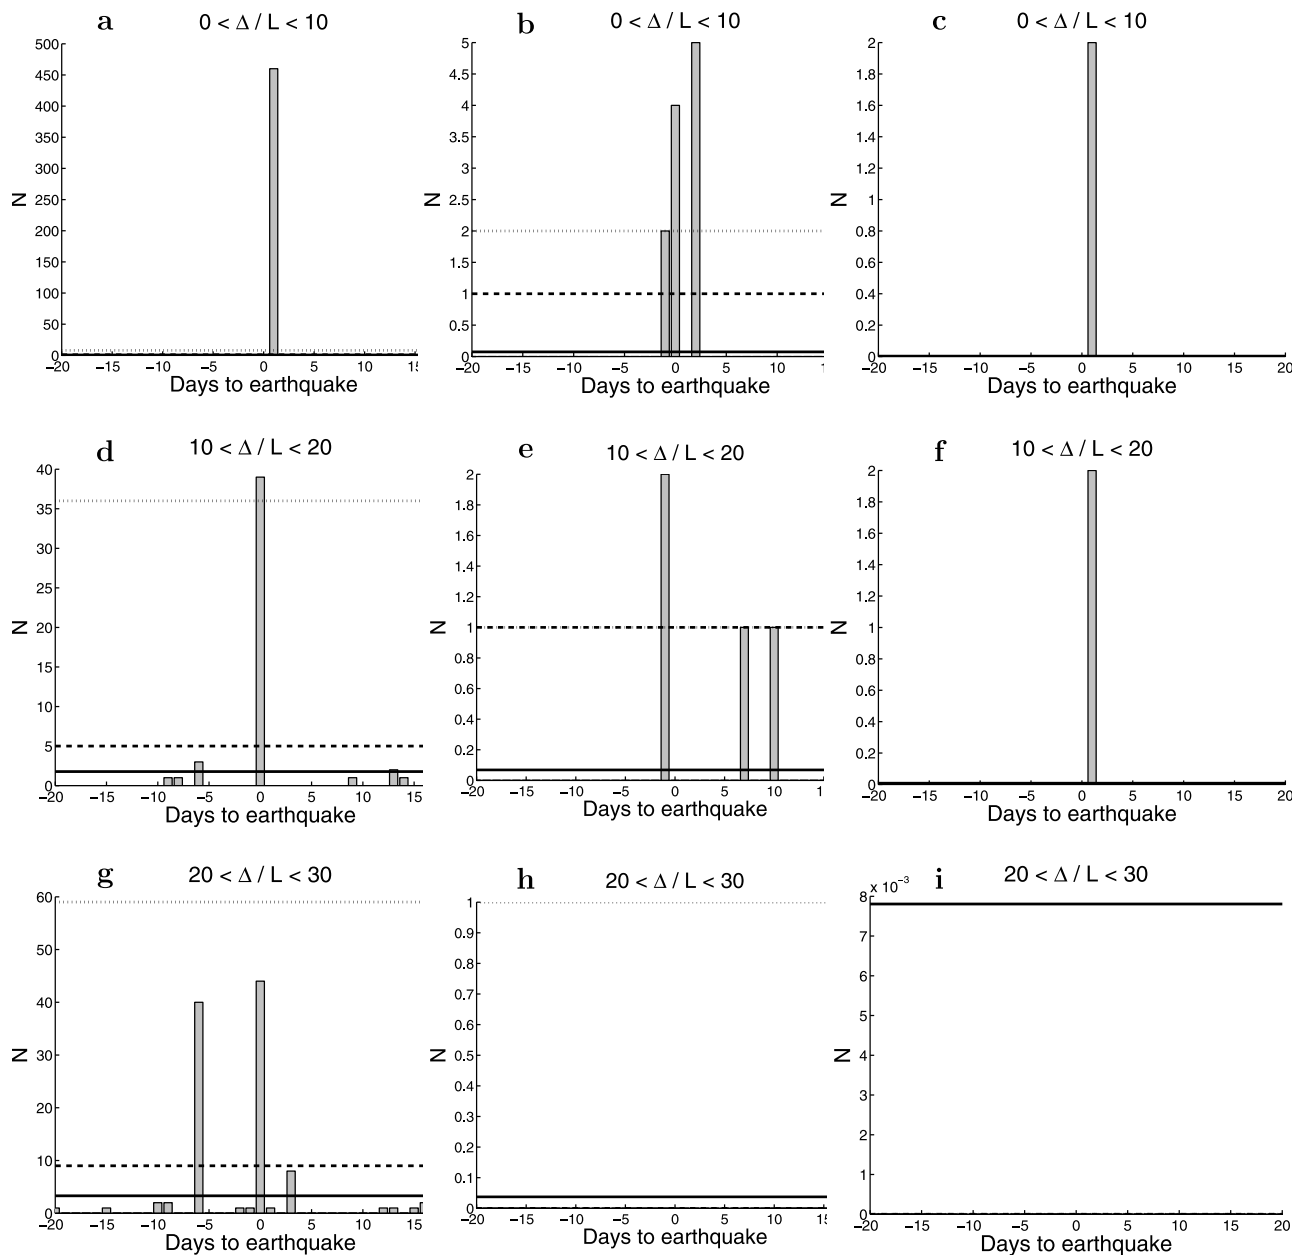 a 0 < Δ / L < 10
500
450
400
350
300
250
200
150
100
50
0
N
−20 −15 −10 −5 0 5 10 15
Days to earthquake
b 0 < Δ / L < 10
5
4.5
4
3.5
3
2.5
2
1.5
1
0.5
0
N
−20 −15 −10 −5 0 5 10 1
Days to earthquake
c 0 < Δ / L < 10
2
1.8
1.6
1.4
1.2
1
0.8
0.6
0.4
0.2
0
N
−20 −15 −10 −5 0 5 10 15 20
Days to earthquake
d 10 < Δ / L < 20
40
35
30
25
20
15
10
5
0
N
−20 −15 −10 −5 0 5 10 15
Days to earthquake
e 10 < Δ / L < 20
2
1.8
1.6
1.4
1.2
1
0.8
0.6
0.4
0.2
0
N
−20 −15 −10 −5 0 5 10 1
Days to earthquake
f 10 < Δ / L < 20
2
1.8
1.6
1.4
1.2
1
0.8
0.6
0.4
0.2
0
N
−20 −15 −10 −5 0 5 10 15 20
Days to earthquake
g 20 < Δ / L < 30
60
50
40
30
20
10
0
N
−20 −15 −10 −5 0 5 10 15
Days to earthquake
h 20 < Δ / L < 30
1
0.9
0.8
0.7
0.6
0.5
0.4
0.3
0.2
0.1
0
N
−20 −15 −10 −5 0 5 10 15
Days to earthquake
i 20 < Δ / L < 30
x 10⁻³
8
7
6
5
4
3
2
1
0
N
−20 −15 −10 −5 0 5 10 15 20
Days to earthquake